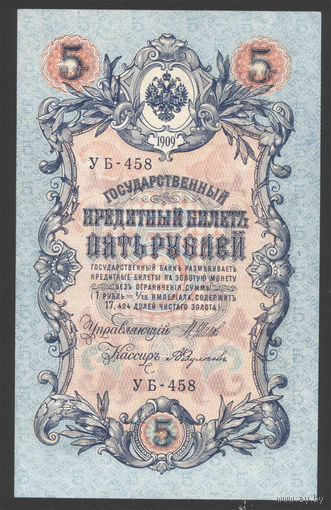 5 5
1909
УБ-458
ГОСУДАРСТВЕННЫЙ
КРЕДИТНЫЙ БИЛЕТЪ
ПЯТЬ РУБЛЕЙ
ГОСУДАРСТВЕННЫЙ БАНКЪ РАЗМѢНИВАЕТЪ
КРЕДИТНЫЕ БИЛЕТЫ НА ЗОЛОТУЮ МОНЕТУ
БЕЗЪ ОГРАНИЧЕНІЯ СУММЫ
(1 РУБЛЬ = 1/15 ИМПЕРІАЛА, СОДЕРЖИТЪ
17,424 ДОЛЕЙ ЧИСТАГО ЗОЛОТА).
Управляющій
Кассиръ
УБ-458
5